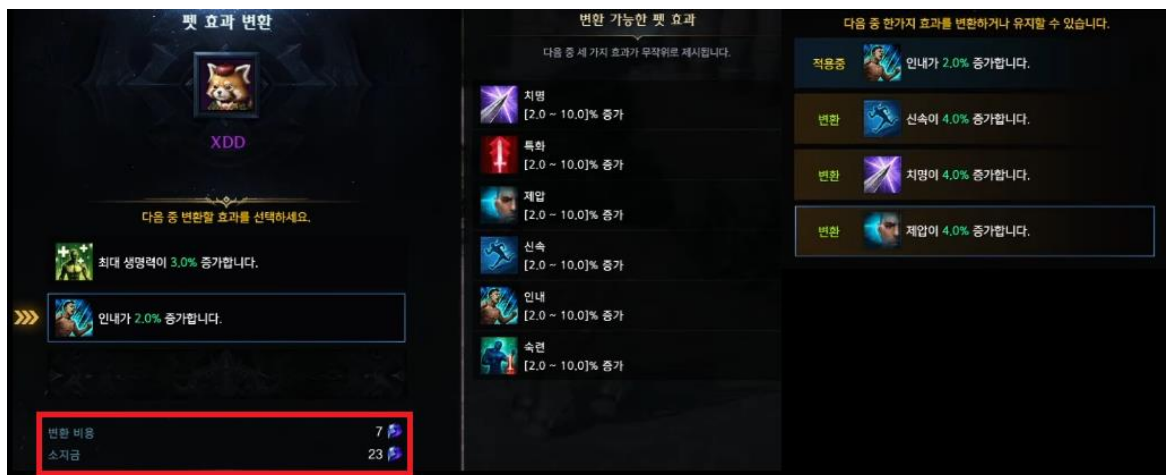 펫 효과 변환
XDD
다음 중 변환할 효과를 선택하세요.
최대 생명력이 3.0% 증가합니다.
인내가 2.0% 증가합니다.
변환 비용 7
소지금 23
변환 가능한 펫 효과
다음 중 세 가지 효과가 무작위로 제시됩니다.
치명
[2.0 ~ 10.0]% 증가
특화
[2.0 ~ 10.0]% 증가
제압
[2.0 ~ 10.0]% 증가
신속
[2.0 ~ 10.0]% 증가
인내
[2.0 ~ 10.0]% 증가
숙련
[2.0 ~ 10.0]% 증가
다음 중 한가지 효과를 변환하거나 유지할 수 있습니다.
적용중 인내가 2.0% 증가합니다.
변환 신속이 4.0% 증가합니다.
변환 치명이 4.0% 증가합니다.
변환 제압이 4.0% 증가합니다.